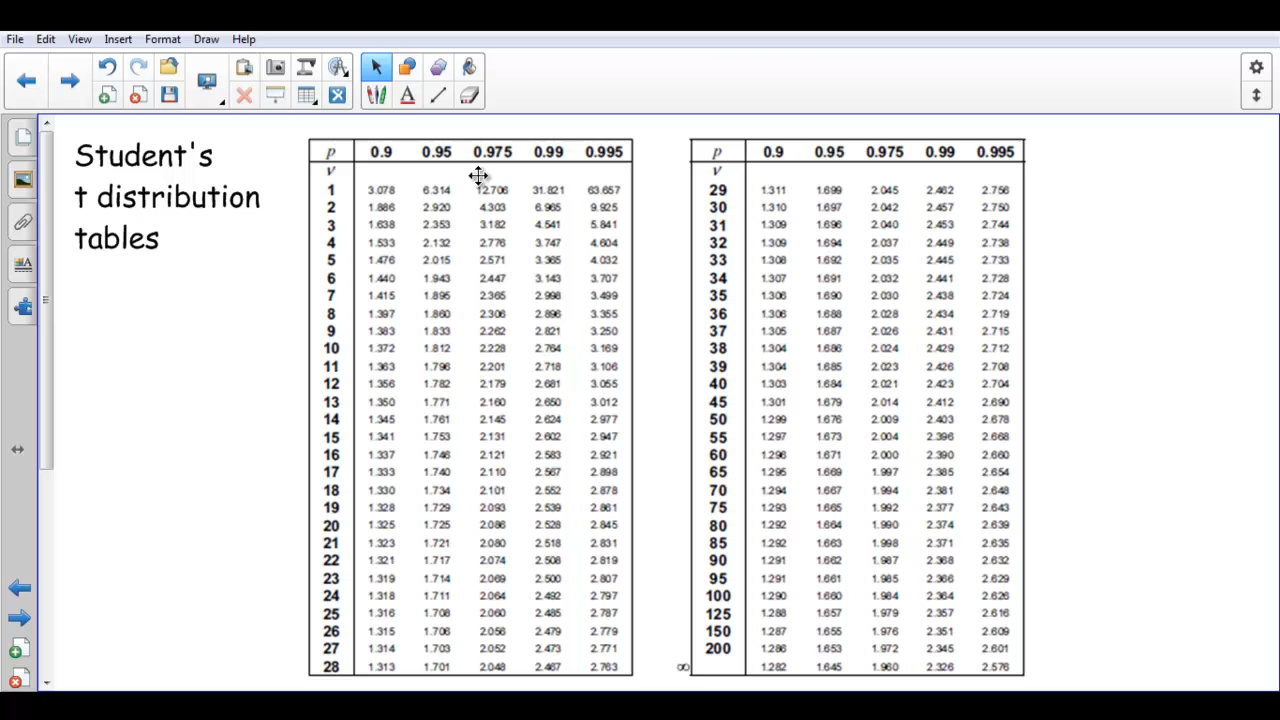 File Edit View Insert Format Draw Help
Student's
t distribution
tables
p 0.9 0.95 0.975 0.99 0.995
ν
1 3.078 6.314 12.706 31.821 63.657
2 1.886 2.920 4.303 6.965 9.925
3 1.638 2.353 3.182 4.541 5.841
4 1.533 2.132 2.776 3.747 4.604
5 1.476 2.015 2.571 3.365 4.032
6 1.440 1.943 2.447 3.143 3.707
7 1.415 1.895 2.365 2.998 3.499
8 1.397 1.860 2.306 2.896 3.355
9 1.383 1.833 2.262 2.821 3.250
10 1.372 1.812 2.228 2.764 3.169
11 1.363 1.796 2.201 2.718 3.106
12 1.356 1.782 2.179 2.681 3.055
13 1.350 1.771 2.160 2.650 3.012
14 1.345 1.761 2.145 2.624 2.977
15 1.341 1.753 2.131 2.602 2.947
16 1.337 1.746 2.121 2.583 2.921
17 1.333 1.740 2.110 2.567 2.898
18 1.330 1.734 2.101 2.552 2.878
19 1.328 1.729 2.093 2.539 2.861
20 1.325 1.725 2.086 2.528 2.845
21 1.323 1.721 2.080 2.518 2.831
22 1.321 1.717 2.074 2.508 2.819
23 1.319 1.714 2.069 2.500 2.807
24 1.318 1.711 2.064 2.492 2.797
25 1.316 1.708 2.060 2.485 2.787
26 1.315 1.706 2.056 2.479 2.779
27 1.314 1.703 2.052 2.473 2.771
28 1.313 1.701 2.048 2.467 2.763
p 0.9 0.95 0.975 0.99 0.995
ν
29 1.311 1.699 2.045 2.462 2.756
30 1.310 1.697 2.042 2.457 2.750
31 1.309 1.696 2.040 2.453 2.744
32 1.309 1.694 2.037 2.449 2.738
33 1.308 1.692 2.035 2.445 2.733
34 1.307 1.691 2.032 2.441 2.728
35 1.306 1.690 2.030 2.438 2.724
36 1.306 1.688 2.028 2.434 2.719
37 1.305 1.687 2.026 2.431 2.715
38 1.304 1.686 2.024 2.429 2.712
39 1.304 1.685 2.023 2.426 2.708
40 1.303 1.684 2.021 2.423 2.704
45 1.301 1.679 2.014 2.412 2.690
50 1.299 1.676 2.009 2.403 2.678
55 1.297 1.673 2.004 2.396 2.668
60 1.296 1.671 2.000 2.390 2.660
65 1.295 1.669 1.997 2.385 2.654
70 1.294 1.667 1.994 2.381 2.648
75 1.293 1.665 1.992 2.377 2.643
80 1.292 1.664 1.990 2.374 2.639
85 1.292 1.663 1.998 2.371 2.635
90 1.291 1.662 1.987 2.368 2.632
95 1.291 1.661 1.985 2.366 2.629
100 1.290 1.660 1.984 2.364 2.626
125 1.288 1.657 1.979 2.357 2.616
150 1.287 1.655 1.976 2.351 2.609
200 1.286 1.653 1.972 2.345 2.601
∞ 1.282 1.645 1.960 2.326 2.576